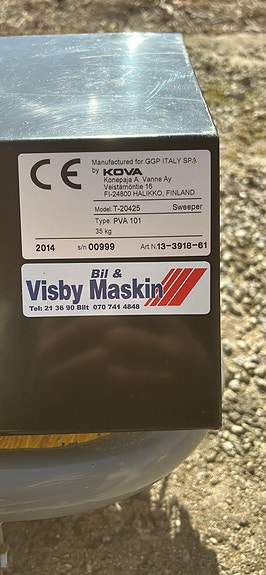 CE
Manufactured for GGP ITALY SP.A
by KOVA
Konepaja A. Vanne Ay
Veistämöntie 16
FI-24800 HALIKKO, FINLAND
Model: T-20425 Sweeper
Type: PVA 101
35 kg
2014 s/n 00999 Art.N.13-3918-61
Bil &
Visby Maskin
Tel: 21 36 90 Bilt 070 741 4848